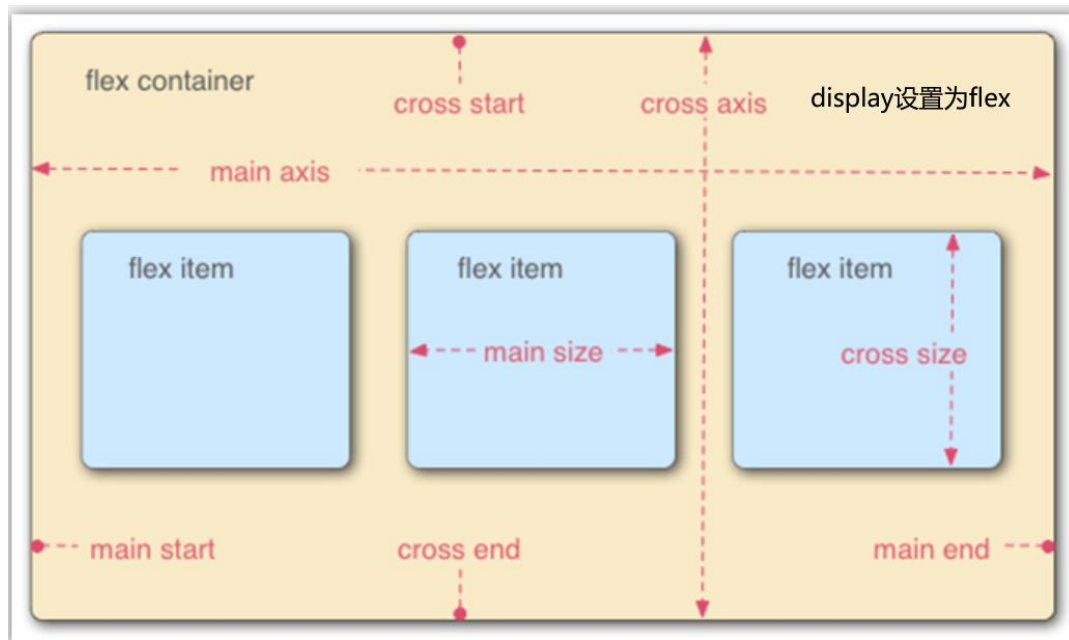 flex container
cross start
cross axis
display设置为flex
main axis
flex item
flex item
flex item
main size
cross size
main start
cross end
main end